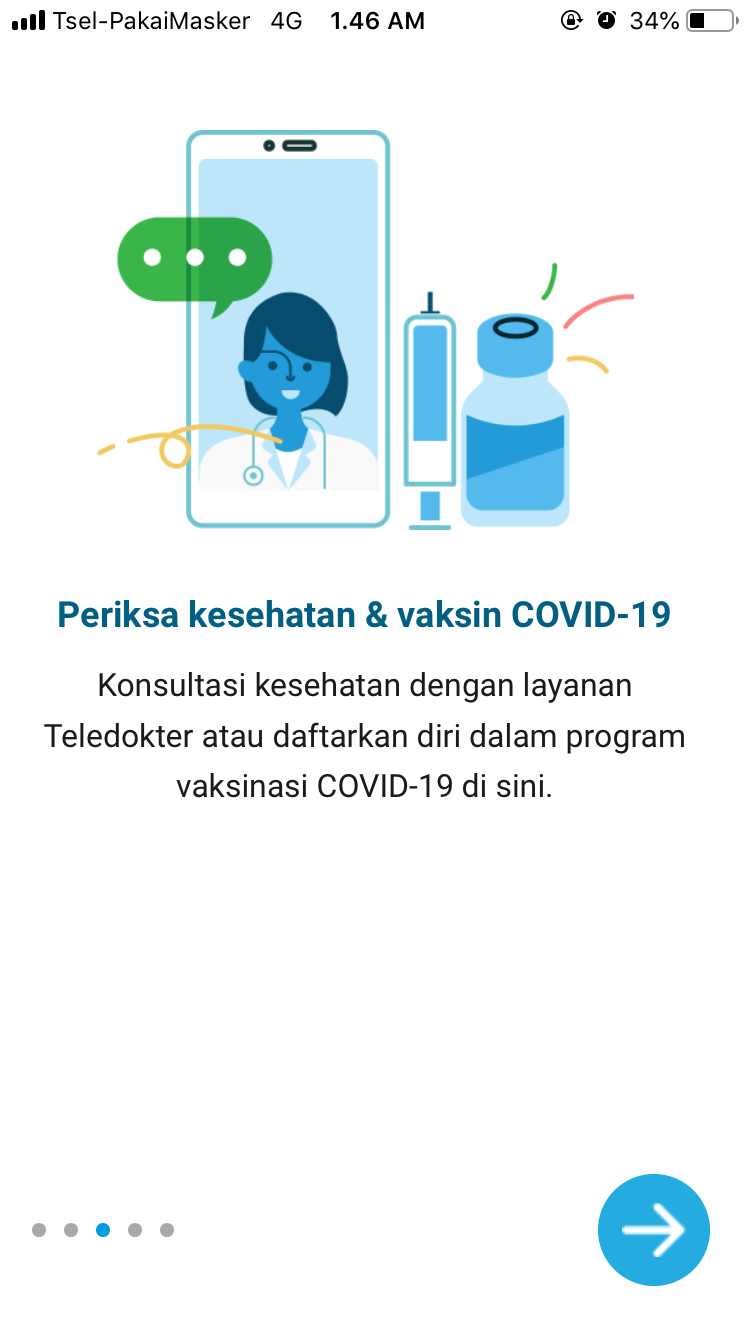 Tsel-PakaiMasker 4G 1.46 AM 34%
Periksa kesehatan & vaksin COVID-19
Konsultasi kesehatan dengan layanan
Teledokter atau daftarkan diri dalam program
vaksinasi COVID-19 di sini.